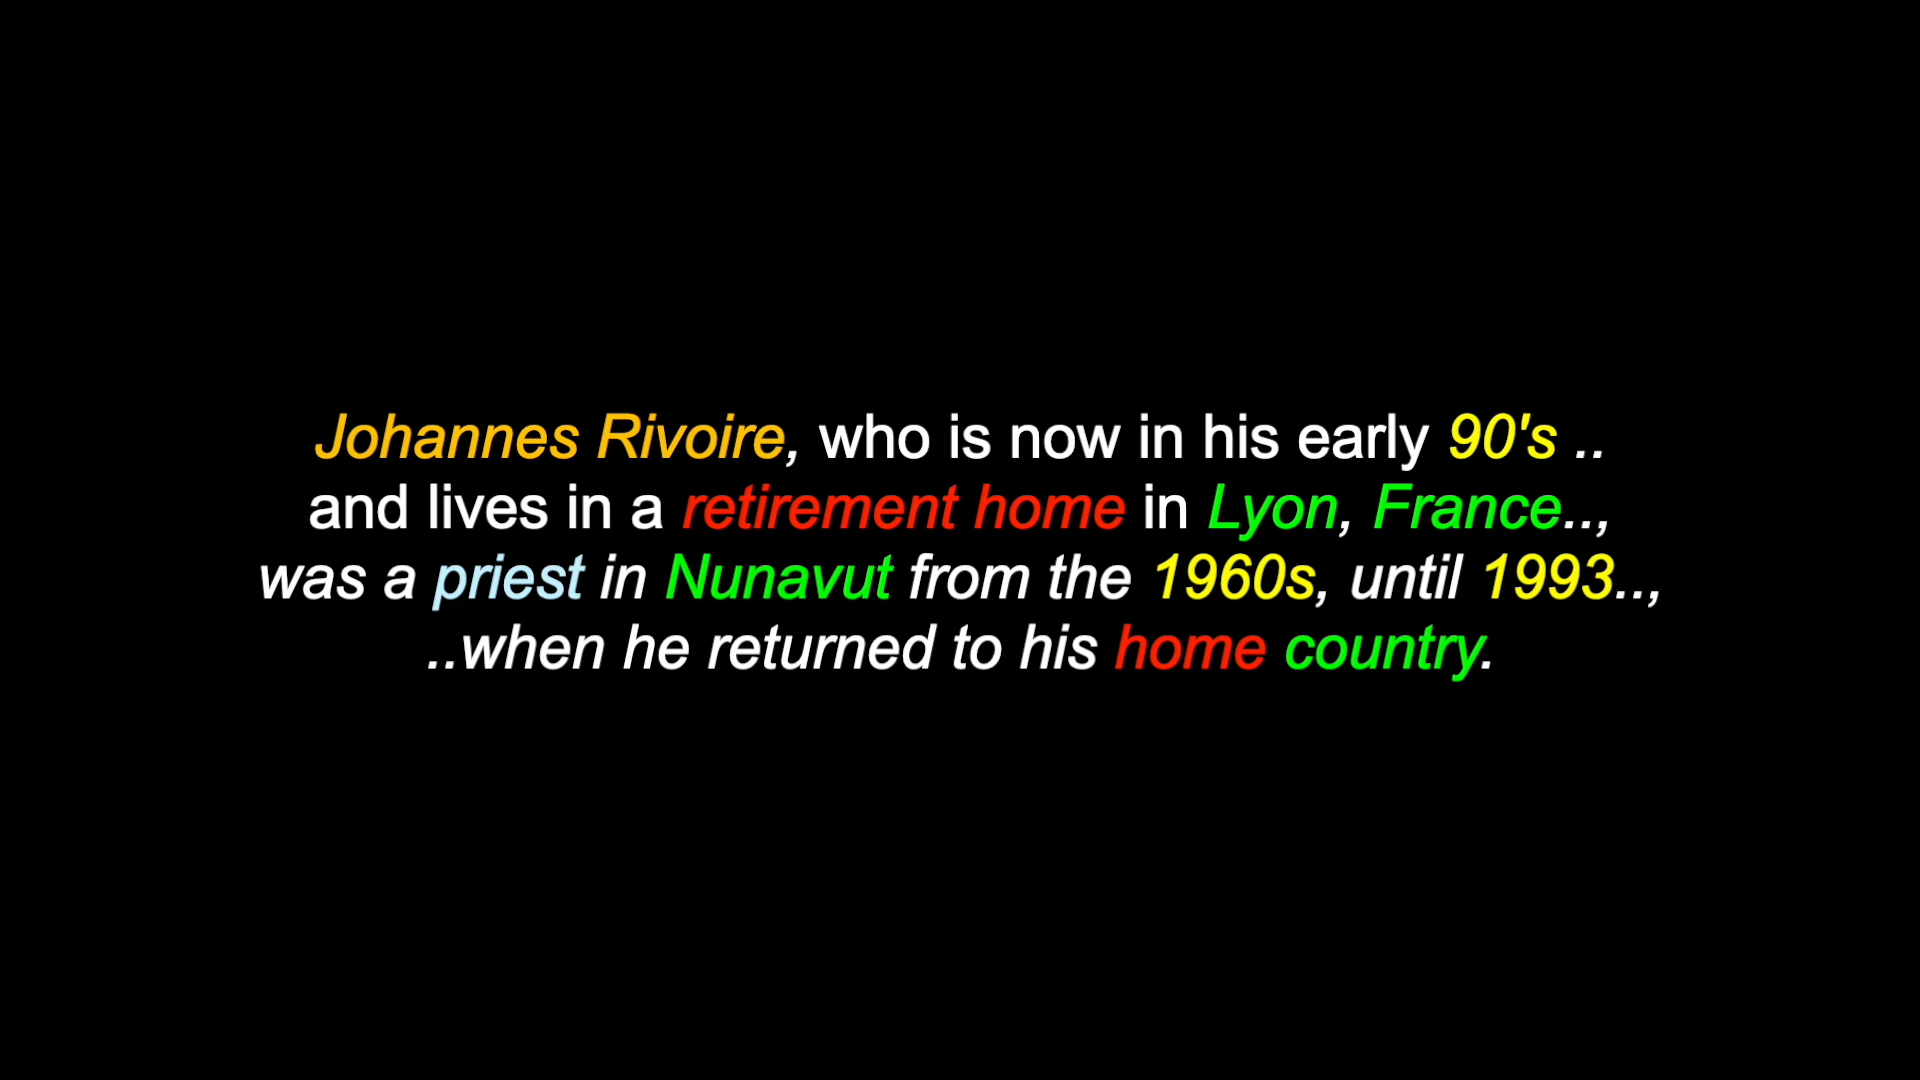 Johannes Rivoire, who is now in his early 90's ..
and lives in a retirement home in Lyon, France..,
was a priest in Nunavut from the 1960s, until 1993..,
..when he returned to his home country.